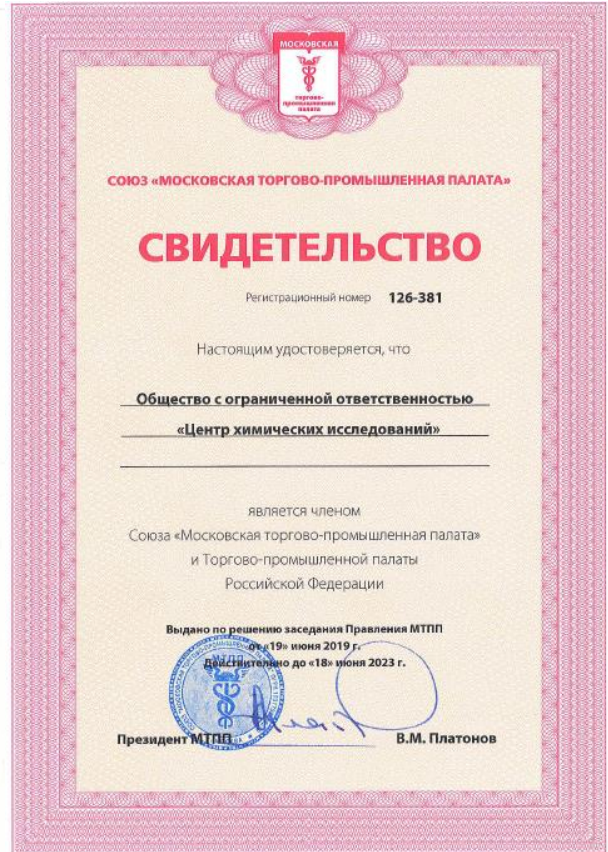 МОСКОВСКАЯ
торгово-
промышленная
палата
СОЮЗ «МОСКОВСКАЯ ТОРГОВО-ПРОМЫШЛЕННАЯ ПАЛАТА»
СВИДЕТЕЛЬСТВО
Регистрационный номер 126-381
Настоящим удостоверяется, что
Общество с ограниченной ответственностью
«Центр химических исследований»
является членом
Союза «Московская торгово-промышленная палата»
и Торгово-промышленной палаты
Российской Федерации
Выдано по решению заседания Правления МТПП
от «19» июня 2019 г.
Действительно до «18» июня 2023 г.
МТПП
Президент МТПП В.М. Платонов